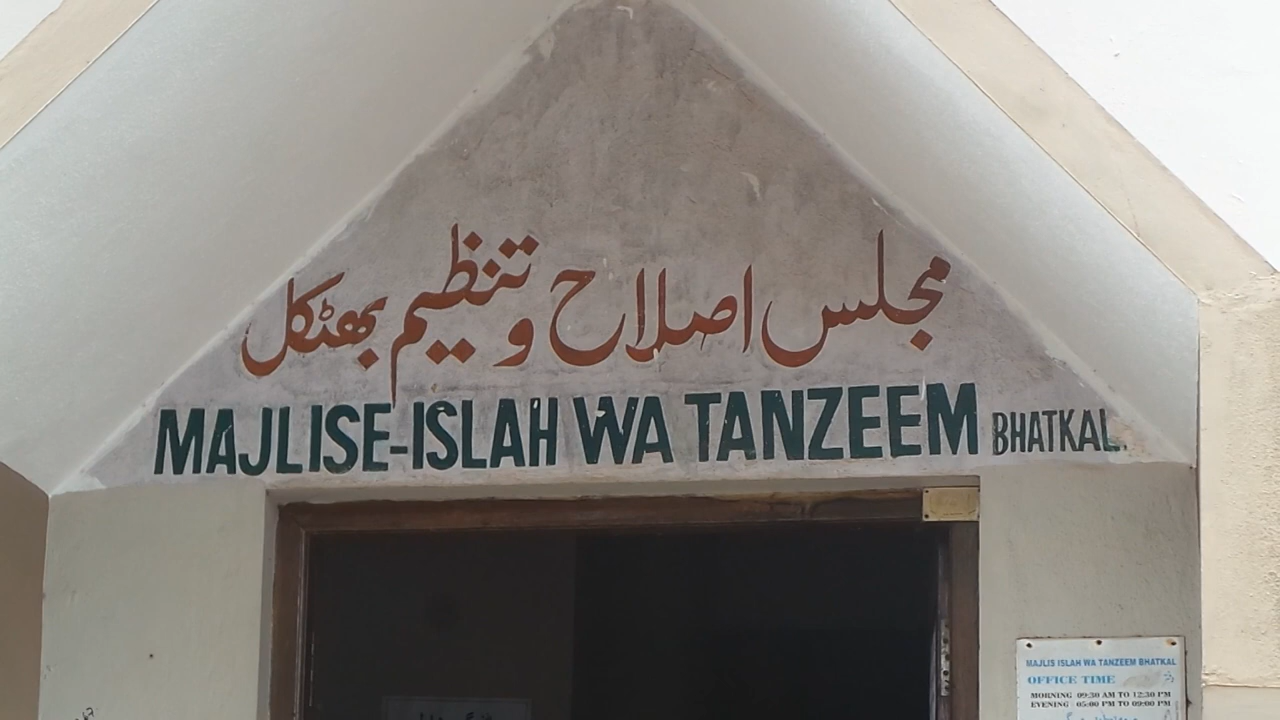 مجلس اصلاح و تنظیم بھٹکل
MAJLISE-ISLAH WA TANZEEM BHATKAL.
MAJLIS ISLAH WA TANZEEM BHATKAL
OFFICE TIME
MORNING 09:30 AM TO 12:30 PM
EVENING : 05:00 PM TO 09:00 PM